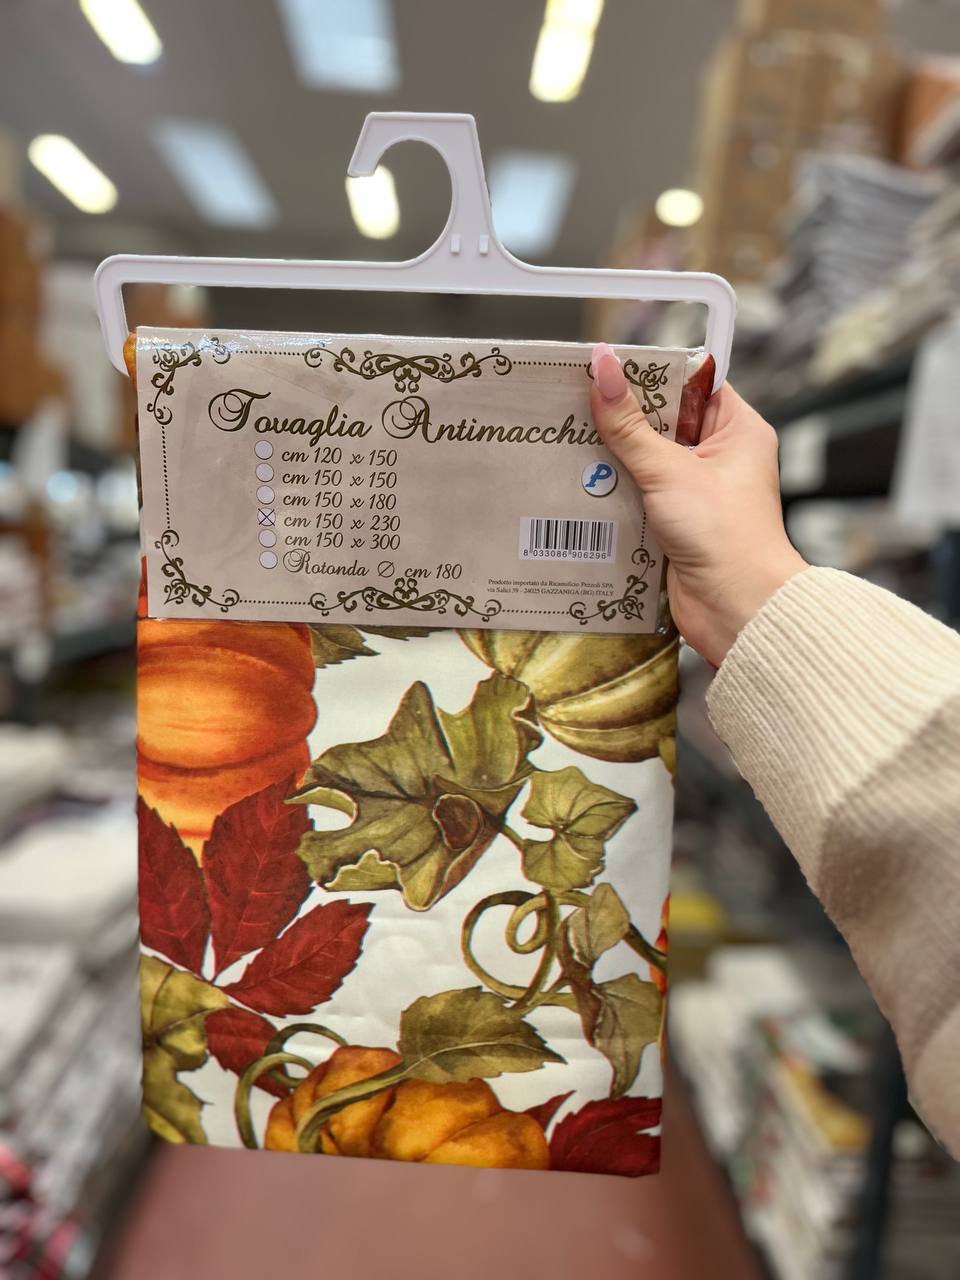 Tovaglia Antimacchia
cm 120 x 150
cm 150 x 150
cm 150 x 180
cm 150 x 230
cm 150 x 300
Rotonda Ø cm 180
P
8 033086 906296
Prodotto importato da Ricamificio Pezzoli SPA
via Salici 39 - 24025 GAZZANIGA (BG) ITALY